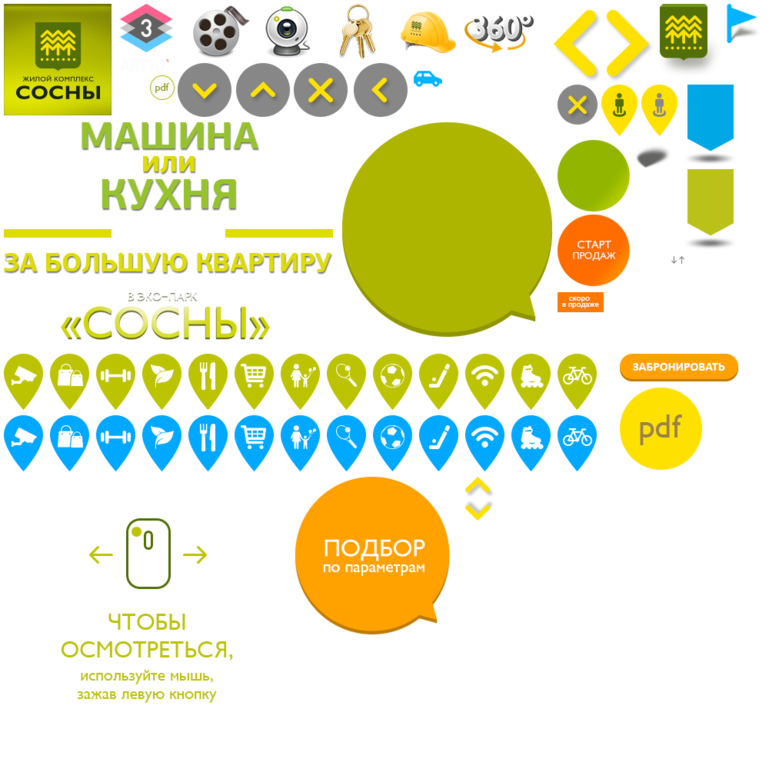 3
360°
ЖИЛОЙ КОМПЛЕКС
СОСНЫ
pdf
МАШИНА
ИЛИ
КУХНЯ
ЗА БОЛЬШУЮ КВАРТИРУ
В ЭКО-ПАРК
«СОСНЫ»
СТАРТ
ПРОДАЖ
скоро
в продаже
ЗАБРОНИРОВАТЬ
pdf
ПОДБОР
по параметрам
ЧТОБЫ
ОСМОТРЕТЬСЯ,
используйте мышь,
зажав левую кнопку